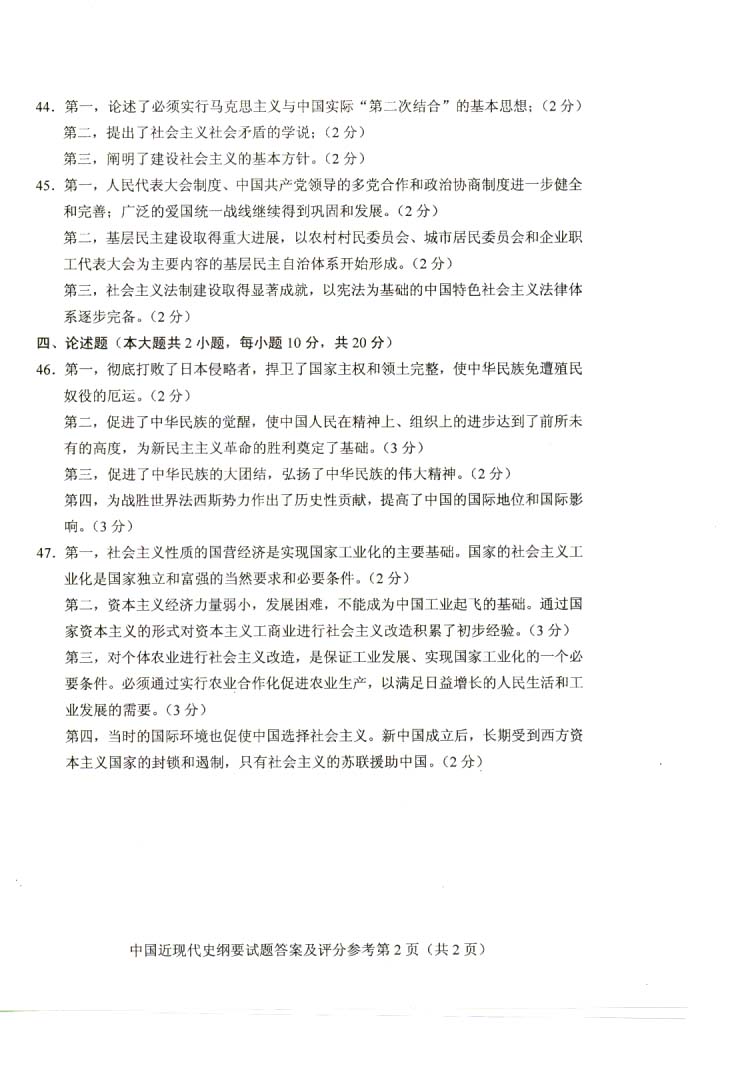 44．第一，论述了必须实行马克思主义与中国实际“第二次结合”的基本思想；（2 分）
第二，提出了社会主义社会矛盾的学说；（2 分）
第三，阐明了建设社会主义的基本方针。（2 分）
45．第一，人民代表大会制度、中国共产党领导的多党合作和政治协商制度进一步健全
和完善；广泛的爱国统一战线继续得到巩固和发展。（2 分）
第二，基层民主建设取得重大进展，以农村村民委员会、城市居民委员会和企业职
工代表大会为主要内容的基层民主自治体系开始形成。（2 分）
第三，社会主义法制建设取得显著成就，以宪法为基础的中国特色社会主义法律体
系逐步完备。（2 分）
四、论述题（本大题共 2 小题，每小题 10 分，共 20 分）
46．第一，彻底打败了日本侵略者，捍卫了国家主权和领土完整，使中华民族免遭殖民
奴役的厄运。（2 分）
第二，促进了中华民族的觉醒，使中国人民在精神上、组织上的进步达到了前所未
有的高度，为新民主主义革命的胜利奠定了基础。（3 分）
第三，促进了中华民族的大团结，弘扬了中华民族的伟大精神。（2 分）
第四，为战胜世界法西斯势力作出了历史性贡献，提高了中国的国际地位和国际影
响。（3 分）
47．第一，社会主义性质的国营经济是实现国家工业化的主要基础。国家的社会主义工
业化是国家独立和富强的当然要求和必要条件。（2 分）
第二，资本主义经济力量弱小，发展困难，不能成为中国工业起飞的基础。通过国
家资本主义的形式对资本主义工商业进行社会主义改造积累了初步经验。（3 分）
第三，对个体农业进行社会主义改造，是保证工业发展、实现国家工业化的一个必
要条件。必须通过实行农业合作化促进农业生产，以满足日益增长的人民生活和工
业发展的需要。（3 分）
第四，当时的国际环境也促使中国选择社会主义。新中国成立后，长期受到西方资
本主义国家的封锁和遏制，只有社会主义的苏联援助中国。（2 分）
中国近现代史纲要试题答案及评分参考第 2 页（共 2 页）